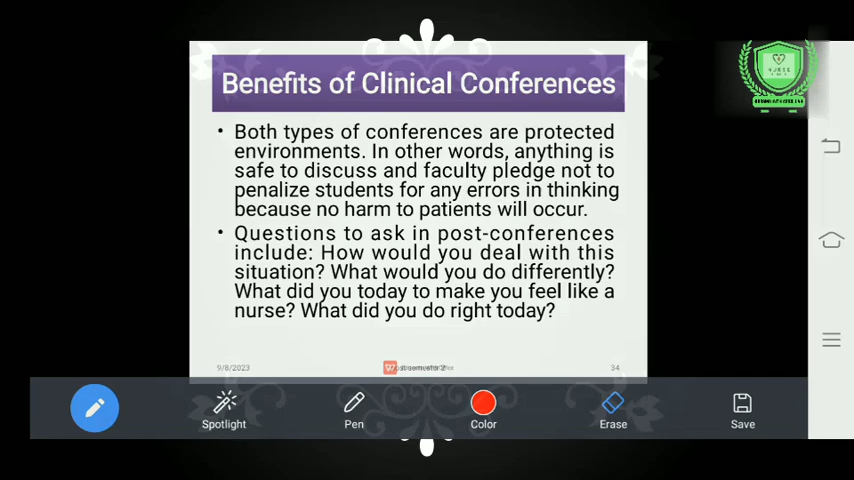 Benefits of Clinical Conferences
• Both types of conferences are protected
environments. In other words, anything is
safe to discuss and faculty pledge not to
penalize students for any errors in thinking
because no harm to patients will occur.
• Questions to ask in post-conferences
include: How would you deal with this
situation? What would you do differently?
What did you today to make you feel like a
nurse? What did you do right today?
9/8/2023
semester 2
34
Spotlight
Pen
Color
Erase
Save